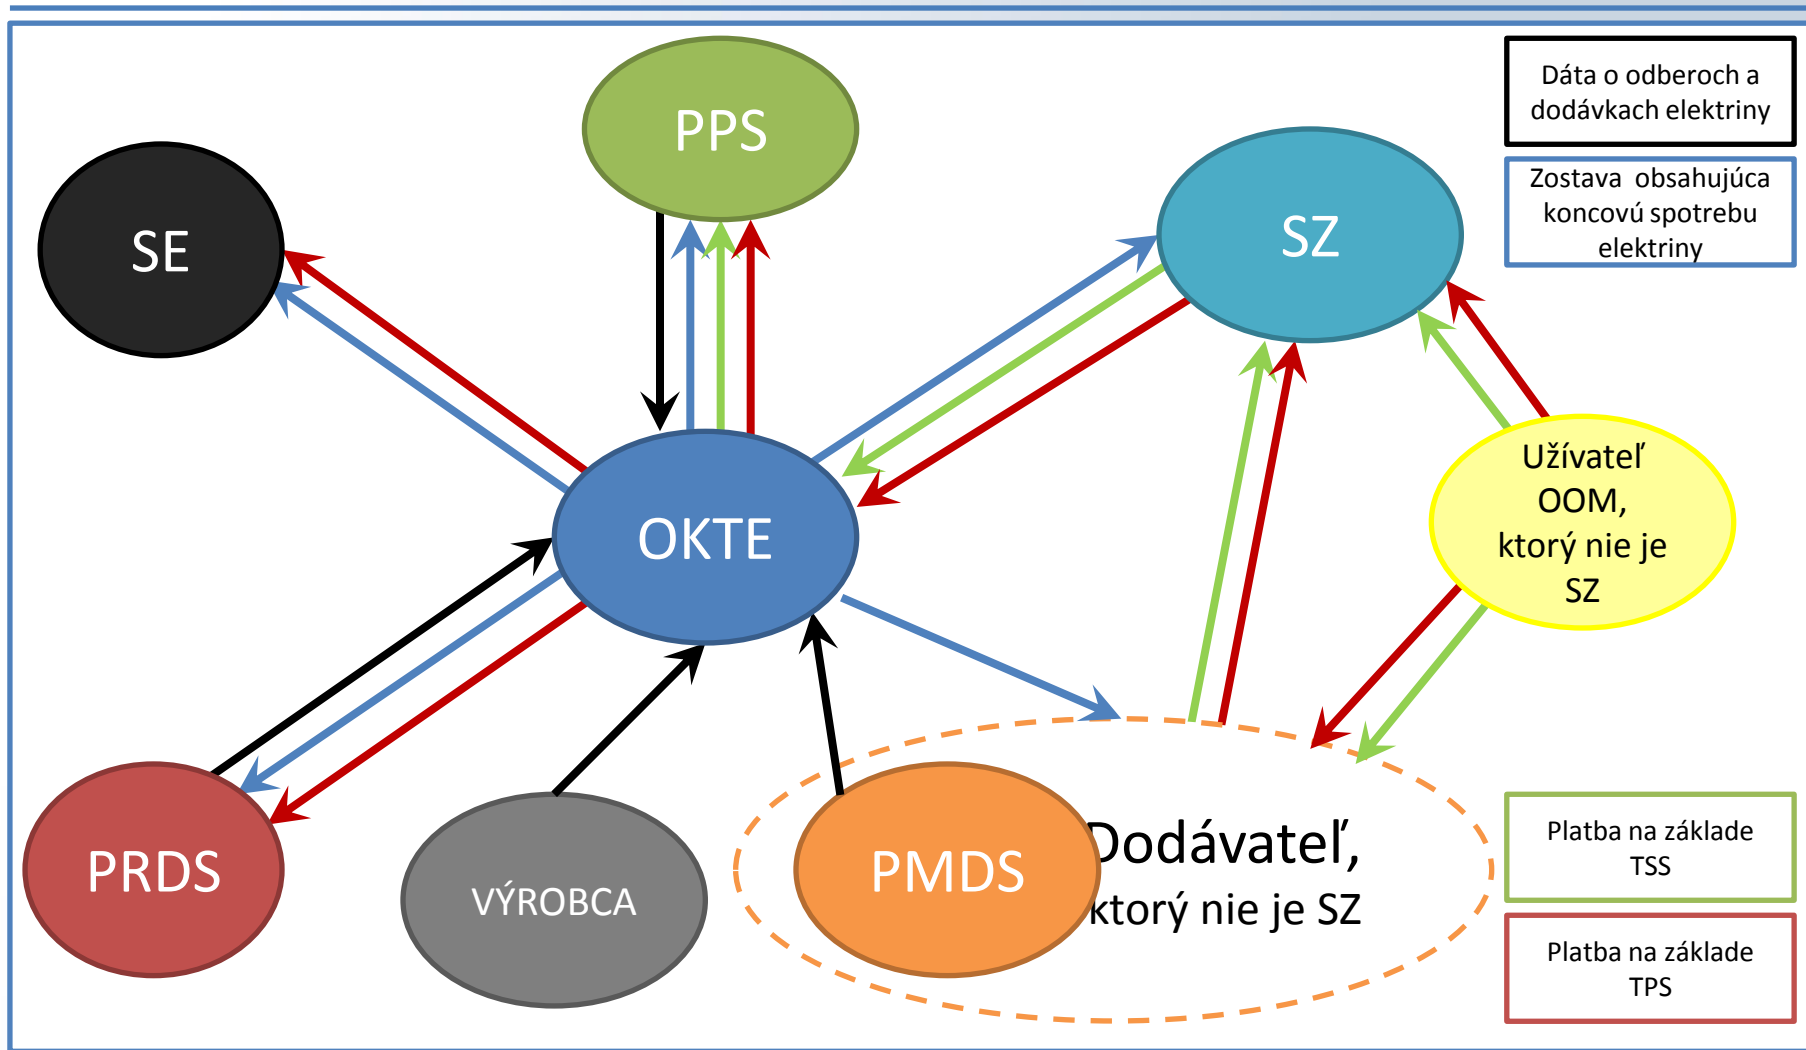 PPS
Dáta o odberoch a
dodávkach elektriny
SE
SZ
Zostava obsahujúca
koncovú spotrebu
elektriny
OKTE
Užívateľ
OOM,
ktorý nie je
SZ
PRDS
VÝROBCA
PMDS
Dodávateľ,
ktorý nie je SZ
Platba na základe
TSS
Platba na základe
TPS